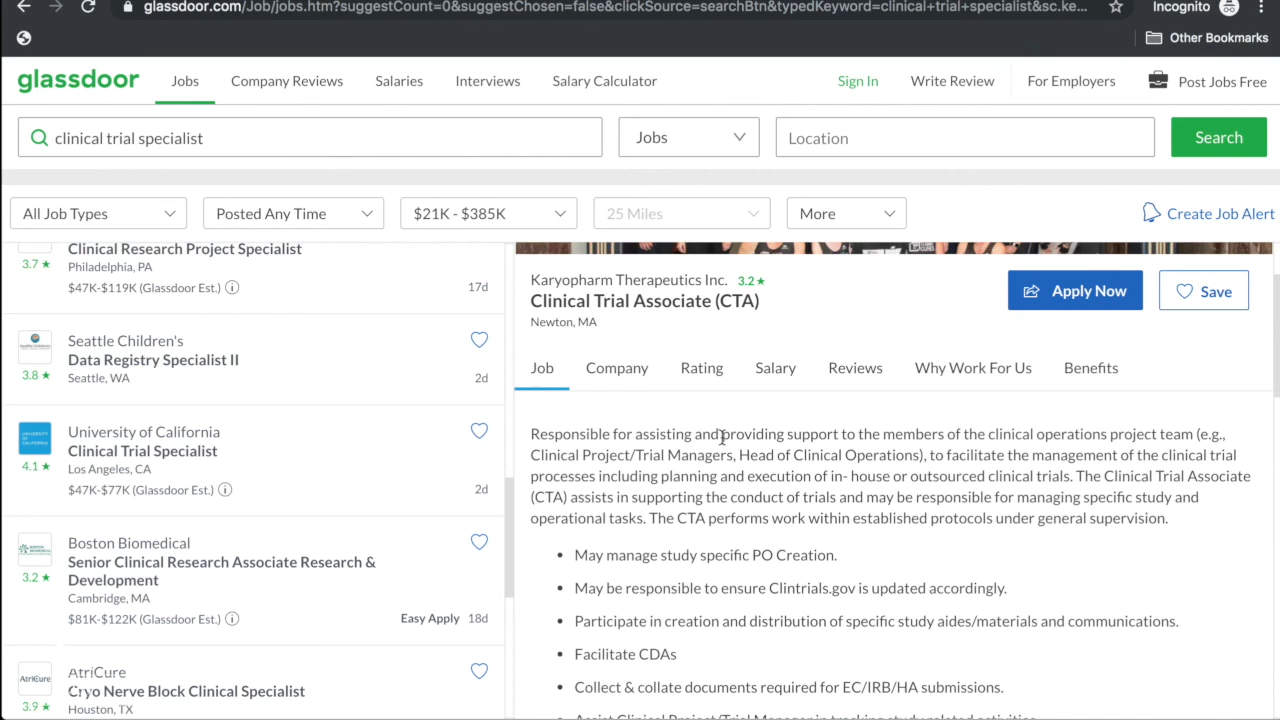 glassdoor.com/Job/jobs.htm?suggestCount=0&suggestChosen=false&clickSource=searchBtn&typedKeyword=clinical+trial+specialist&sc.ke...
Incognito
Other Bookmarks
glassdoor Jobs Company Reviews Salaries Interviews Salary Calculator Sign In Write Review For Employers Post Jobs Free
clinical trial specialist Jobs Location Search
All Job Types Posted Any Time $21K - $385K 25 Miles More Create Job Alert
Clinical Research Project Specialist
3.7 ★ Philadelphia, PA
$47K-$119K (Glassdoor Est.) 17d
Seattle Children's
Data Registry Specialist II
3.8 ★ Seattle, WA 2d
University of California
Clinical Trial Specialist
4.1 ★ Los Angeles, CA
$47K-$77K (Glassdoor Est.) 2d
Boston Biomedical
Senior Clinical Research Associate Research &
3.2 ★ Development
Cambridge, MA
$81K-$122K (Glassdoor Est.) Easy Apply 18d
AtriCure
AtriCure
Cryo Nerve Block Clinical Specialist
3.9 ★ Houston, TX
Karyopharm Therapeutics Inc. 3.2 ★
Clinical Trial Associate (CTA)
Newton, MA
Apply Now Save
Job Company Rating Salary Reviews Why Work For Us Benefits
Responsible for assisting and providing support to the members of the clinical operations project team (e.g.,
Clinical Project/Trial Managers, Head of Clinical Operations), to facilitate the management of the clinical trial
processes including planning and execution of in- house or outsourced clinical trials. The Clinical Trial Associate
(CTA) assists in supporting the conduct of trials and may be responsible for managing specific study and
operational tasks. The CTA performs work within established protocols under general supervision.
• May manage study specific PO Creation.
• May be responsible to ensure Clintrials.gov is updated accordingly.
• Participate in creation and distribution of specific study aides/materials and communications.
• Facilitate CDAs
• Collect & collate documents required for EC/IRB/HA submissions.
• Assist Clinical Project/Trial Manager in tracking study related activities